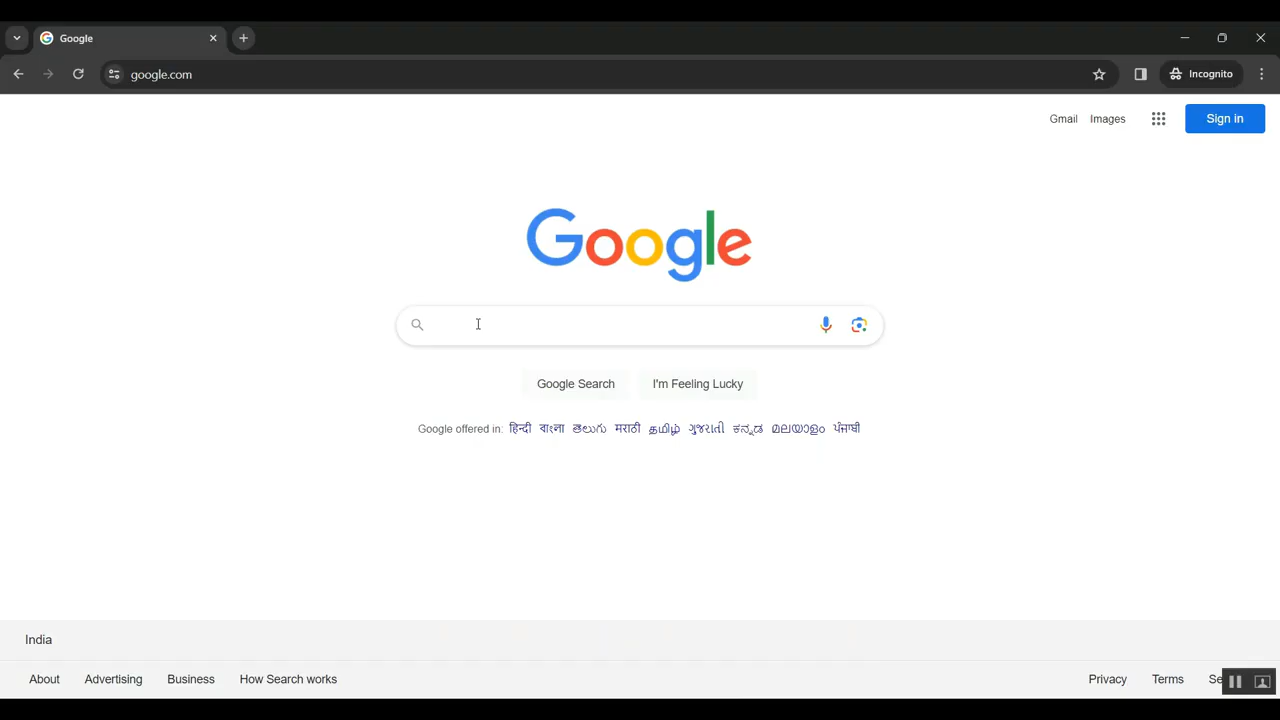 Google
google.com
Incognito
Gmail Images
Sign in
Google
Google Search I'm Feeling Lucky
Google offered in: हिन्दी বাংলা తెలుగు मराठी தமிழ் ગુજરાતી ಕನ್ನಡ മലയാളം ਪੰਜਾਬੀ
India
About Advertising Business How Search works Privacy Terms